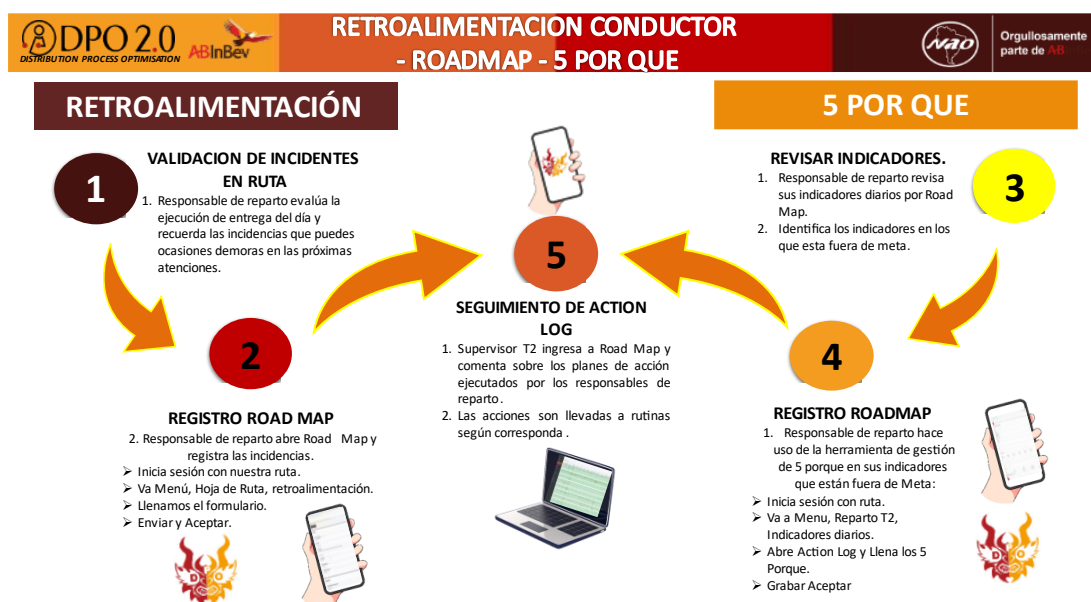 DPO 2.0
DISTRIBUTION PROCESS OPTIMISATION
ABInBev
RETROALIMENTACION CONDUCTOR
- ROADMAP - 5 POR QUE
Nao
Orgullosamente
parte de AB
RETROALIMENTACIÓN
5 POR QUE
1
VALIDACION DE INCIDENTES
EN RUTA
1. Responsable de reparto evalúa la
ejecución de entrega del día y
recuerda las incidencias que puedes
ocasiones demoras en las próximas
atenciones.
2
REGISTRO ROAD MAP
2. Responsable de reparto abre Road Map y
registra las incidencias.
➢ Inicia sesión con nuestra ruta.
➢ Va Menú, Hoja de Ruta, retroalimentación.
➢ Llenamos el formulario.
➢ Enviar y Aceptar.
D O
5
SEGUIMIENTO DE ACTION
LOG
1. Supervisor T2 ingresa a Road Map y
comenta sobre los planes de acción
ejecutados por los responsables de
reparto.
2. Las acciones son llevadas a rutinas
según corresponda .
REVISAR INDICADORES.
3
1. Responsable de reparto revisa
sus indicadores diarios por Road
Map.
2. Identifica los indicadores en los
que esta fuera de meta.
4
REGISTRO ROADMAP
1. Responsable de reparto hace
uso de la herramienta de gestión
de 5 porque en sus indicadores
que están fuera de Meta:
➢ Inicia sesión con ruta.
➢ Va a Menu, Reparto T2,
Indicadores diarios.
➢ Abre Action Log y Llena los 5
Porque.
➢ Grabar Aceptar
D O